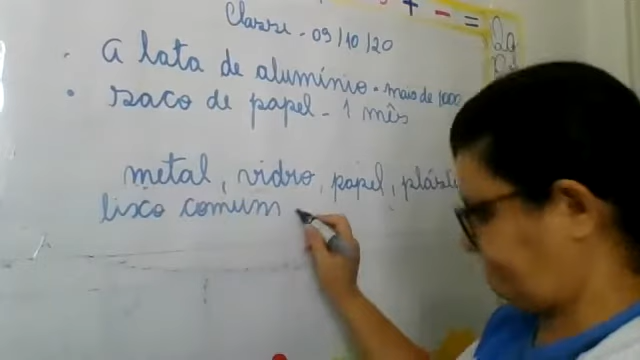 + - =
Classe - 09/10/20
· a lata de alumínio · mais de 1000
· saco de papel - 1 mês
metal, vidro, papel,
lixo comum